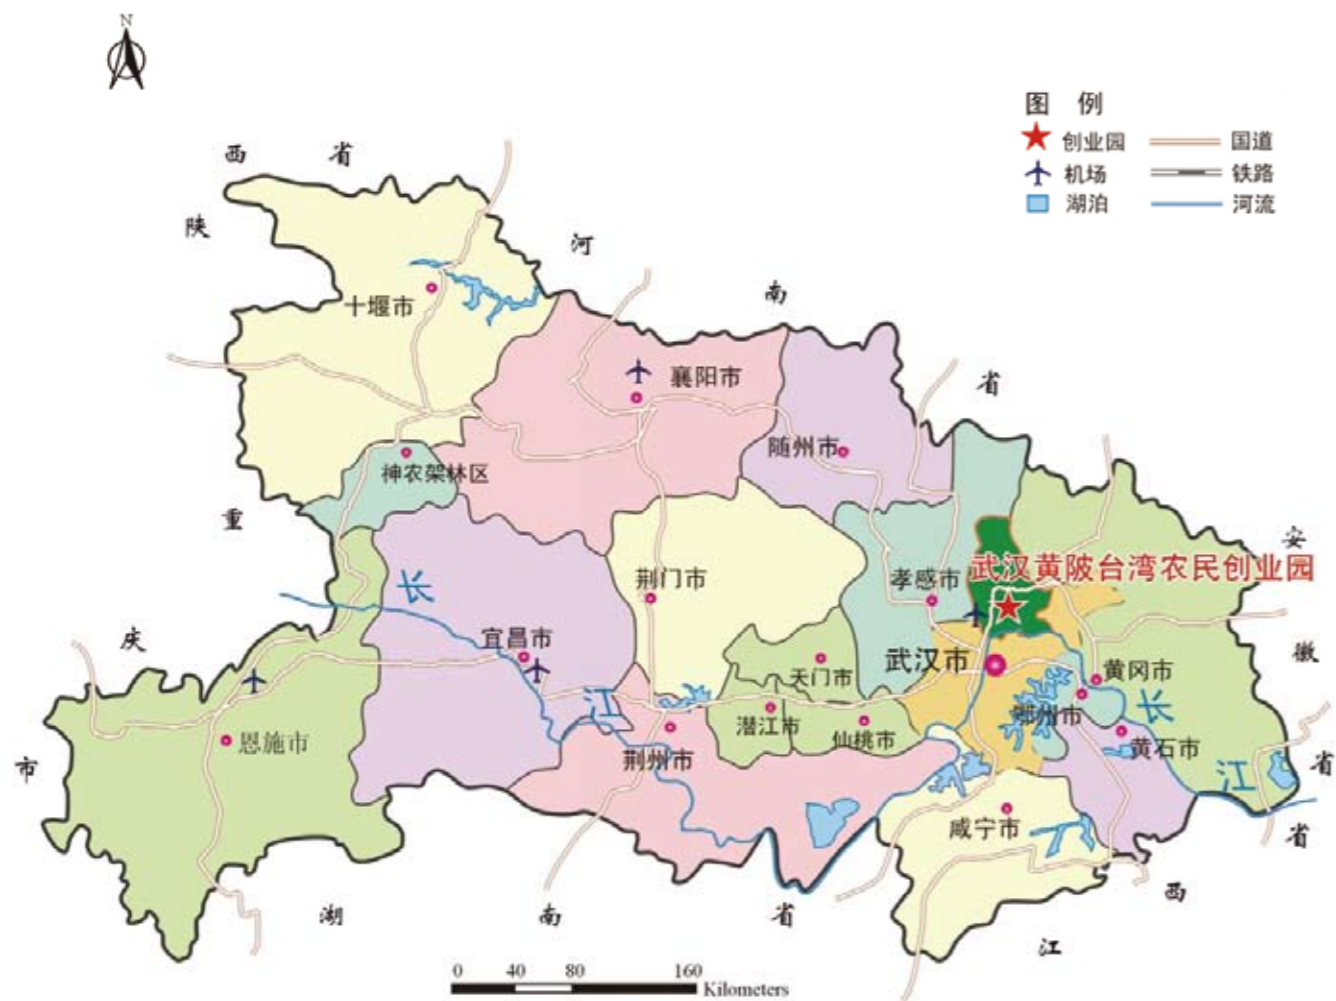 N
图 例
创业园
国道
机场
铁路
湖泊
河流
西 省
陕
河
南
省
十堰市
襄阳市
随州市
神农架林区
重
安
武汉黄陂台湾农民创业园
长
荆门市
孝感市
庆
宜昌市
徽
武汉市
天门市
黄冈市
江
鄂州市
长
潜江市
仙桃市
恩施市
荆州市
黄石市
市
江
省
咸宁市
省
西
湖
南
省
江
0 40 80 160
Kilometers